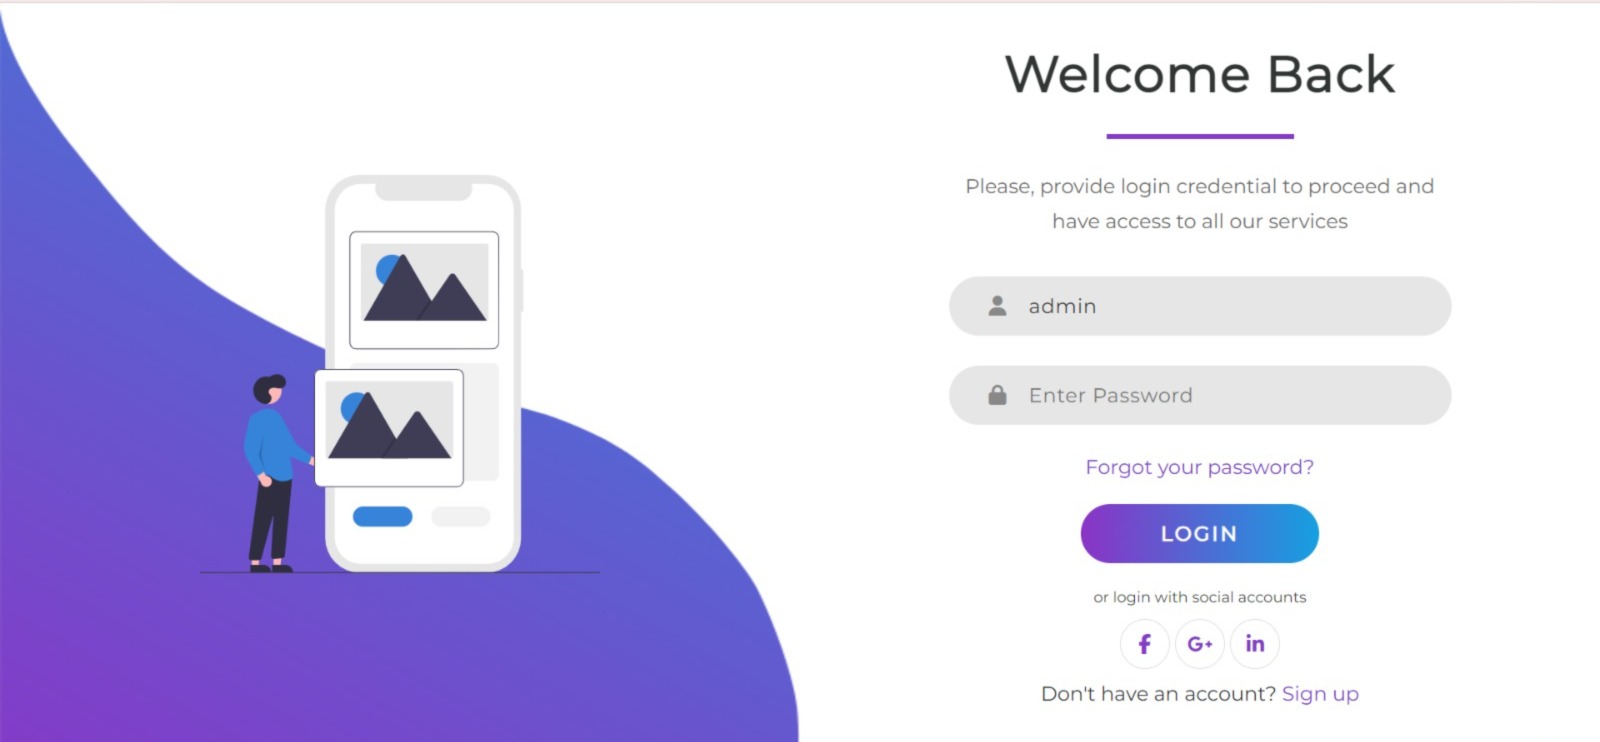 Welcome Back
Please, provide login credential to proceed and
have access to all our services
admin
Enter Password
Forgot your password?
LOGIN
or login with social accounts
f G+ in
Don't have an account? Sign up